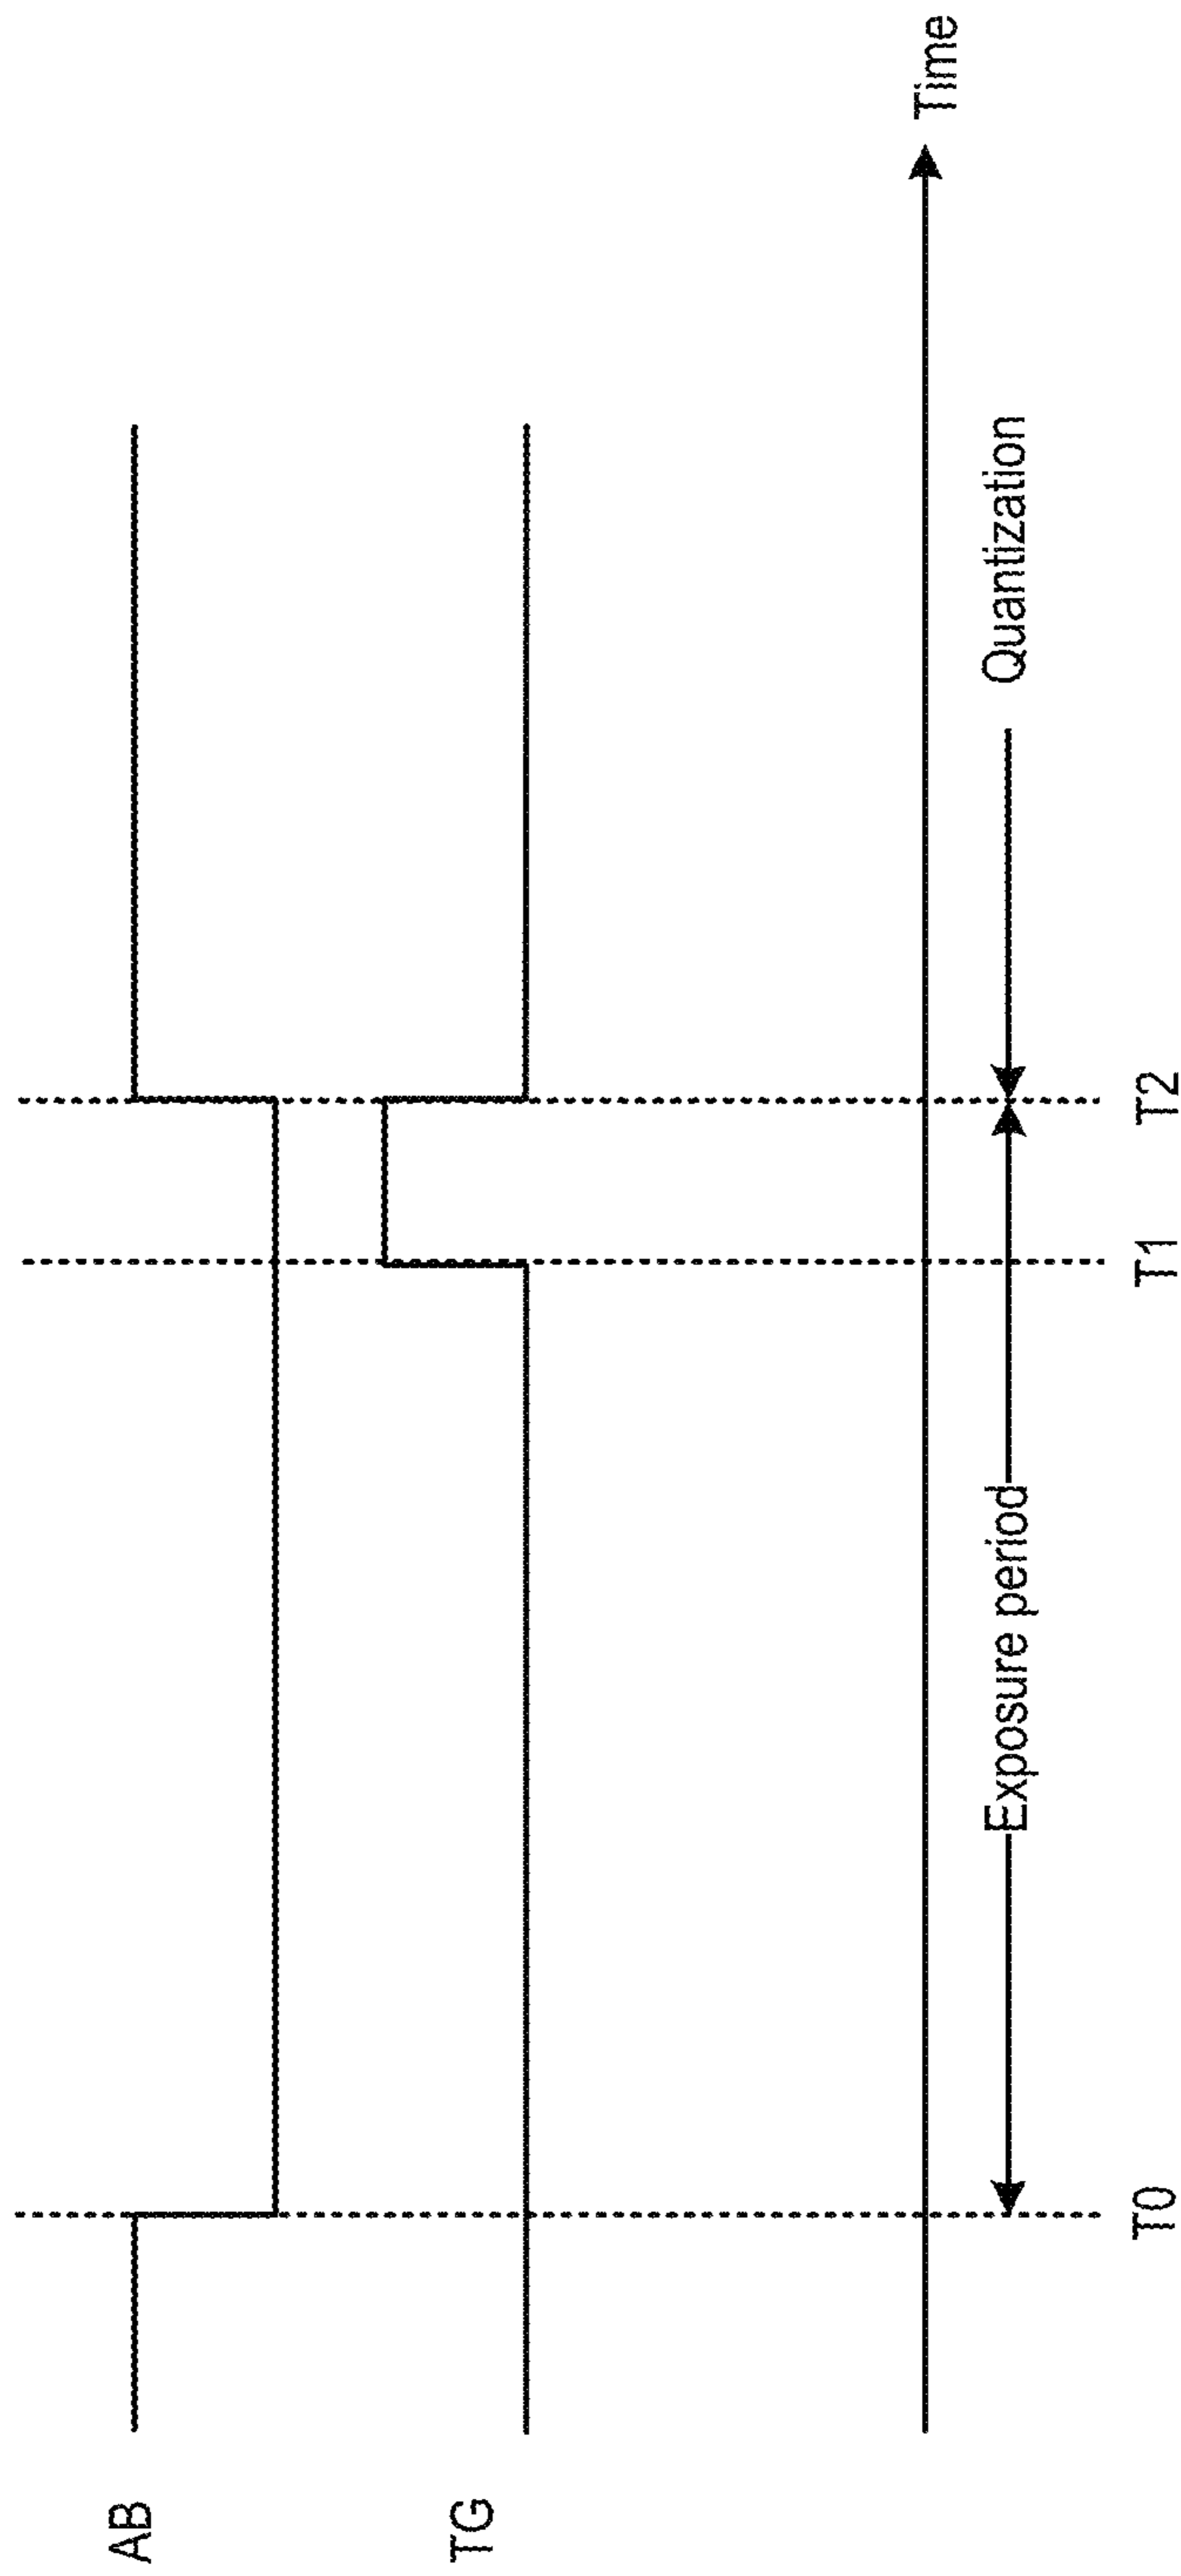 AB
TG
Time
Exposure period
Quantization
T0
T1
T2